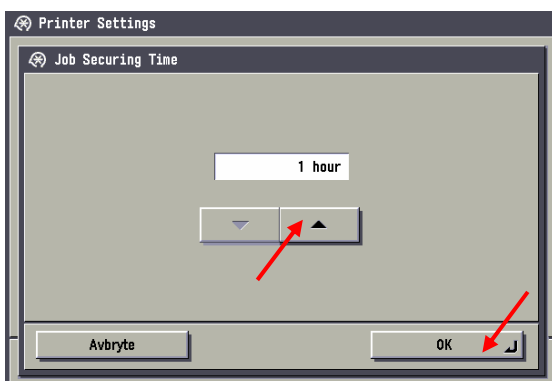 Printer Settings
Job Securing Time
1 hour
Avbryte
OK